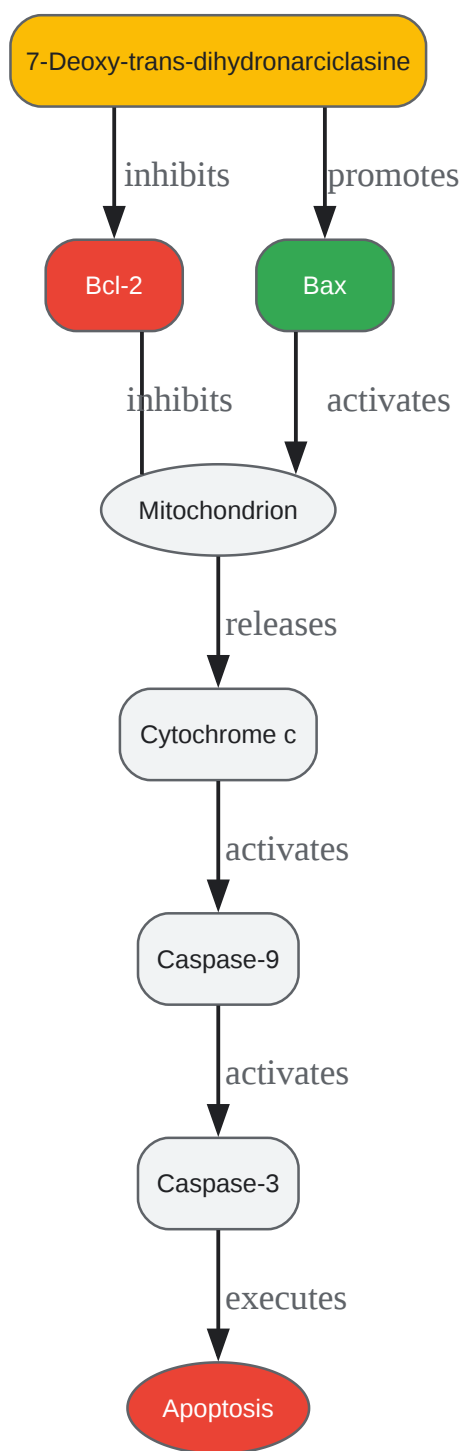 7-Deoxy-trans-dihydronarciclasine
inhibits
promotes
Bcl-2
Bax
inhibits
activates
Mitochondrion
releases
Cytochrome c
activates
Caspase-9
activates
Caspase-3
executes
Apoptosis